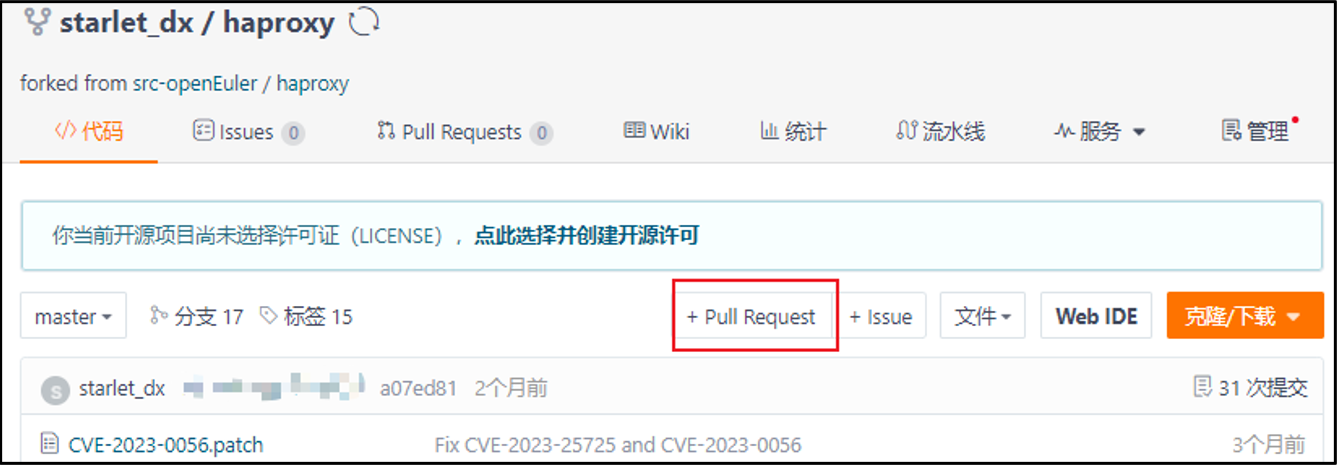 starlet_dx / haproxy
forked from src-openEuler / haproxy
</> 代码 Issues 0 Pull Requests 0 Wiki 统计 流水线 服务 管理
你当前开源项目尚未选择许可证（LICENSE），点此选择并创建开源许可
master 分支 17 标签 15 + Pull Request + Issue 文件 Web IDE 克隆/下载
S starlet_dx a07ed81 2个月前 31 次提交
CVE-2023-0056.patch Fix CVE-2023-25725 and CVE-2023-0056 3个月前